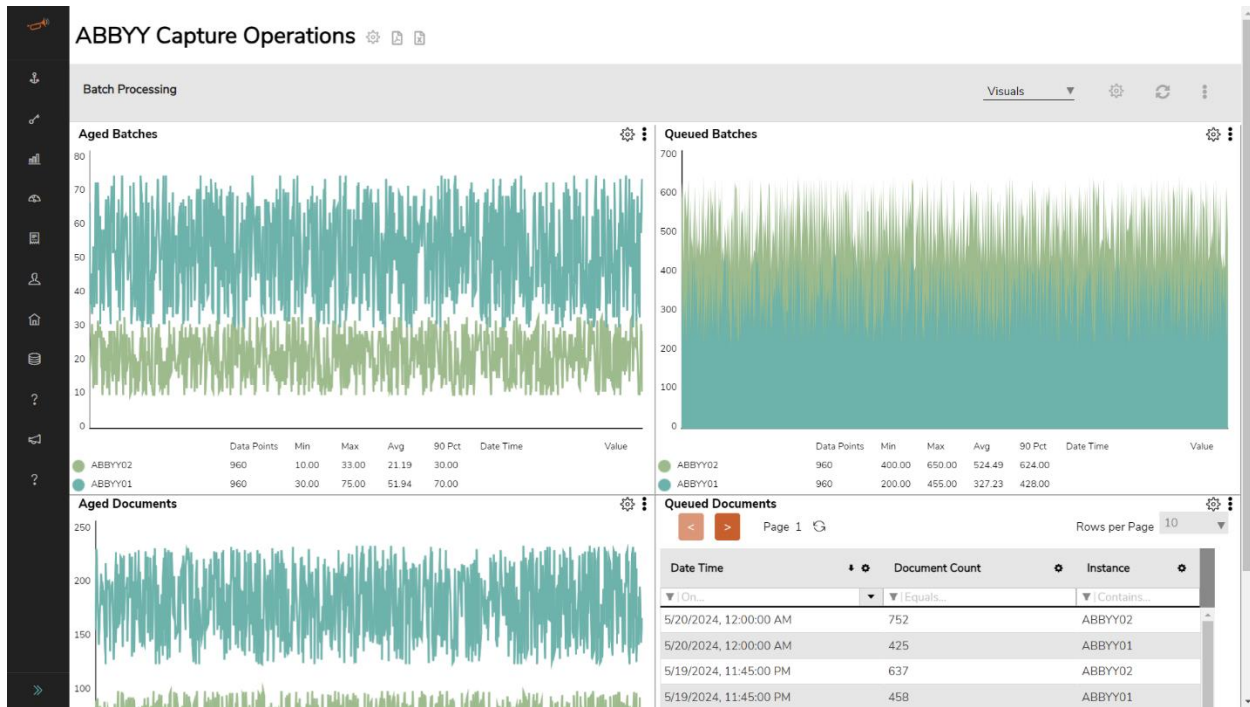 ABBYY Capture Operations
Batch Processing
Visuals
Aged Batches
80
70
60
50
40
30
20
10
0
Data Points Min Max Avg 90 Pct Date Time Value
ABBYY02 960 10.00 33.00 21.19 30.00
ABBYY01 960 30.00 75.00 51.94 70.00
Queued Batches
700
600
500
400
300
200
100
0
Data Points Min Max Avg 90 Pct Date Time Value
ABBYY02 960 400.00 650.00 524.49 624.00
ABBYY01 960 200.00 455.00 327.23 428.00
Aged Documents
250
200
150
100
Queued Documents
< > Page 1 Rows per Page 10
Date Time Document Count Instance
On... Equals... Contains...
5/20/2024, 12:00:00 AM 752 ABBYY02
5/20/2024, 12:00:00 AM 425 ABBYY01
5/19/2024, 11:45:00 PM 637 ABBYY02
5/19/2024, 11:45:00 PM 458 ABBYY01